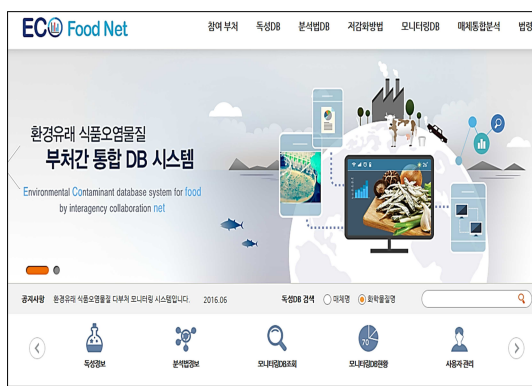 ECO Food Net
참여 부처 독성DB 분석법DB 저감화방법 모니터링DB 매체통합분석 법령
환경유래 식품오염물질
부처간 통합 DB 시스템
Environmental Contaminant database system for food
by interagency collaboration net
공지사항 환경유래 식품오염물질 다부처 모니터링 시스템입니다. 2016.06 독성DB 검색 매체명 화학물질명
70
독성정보 분석법정보 모니터링DB조회 모니터링DB현황 사용자 관리